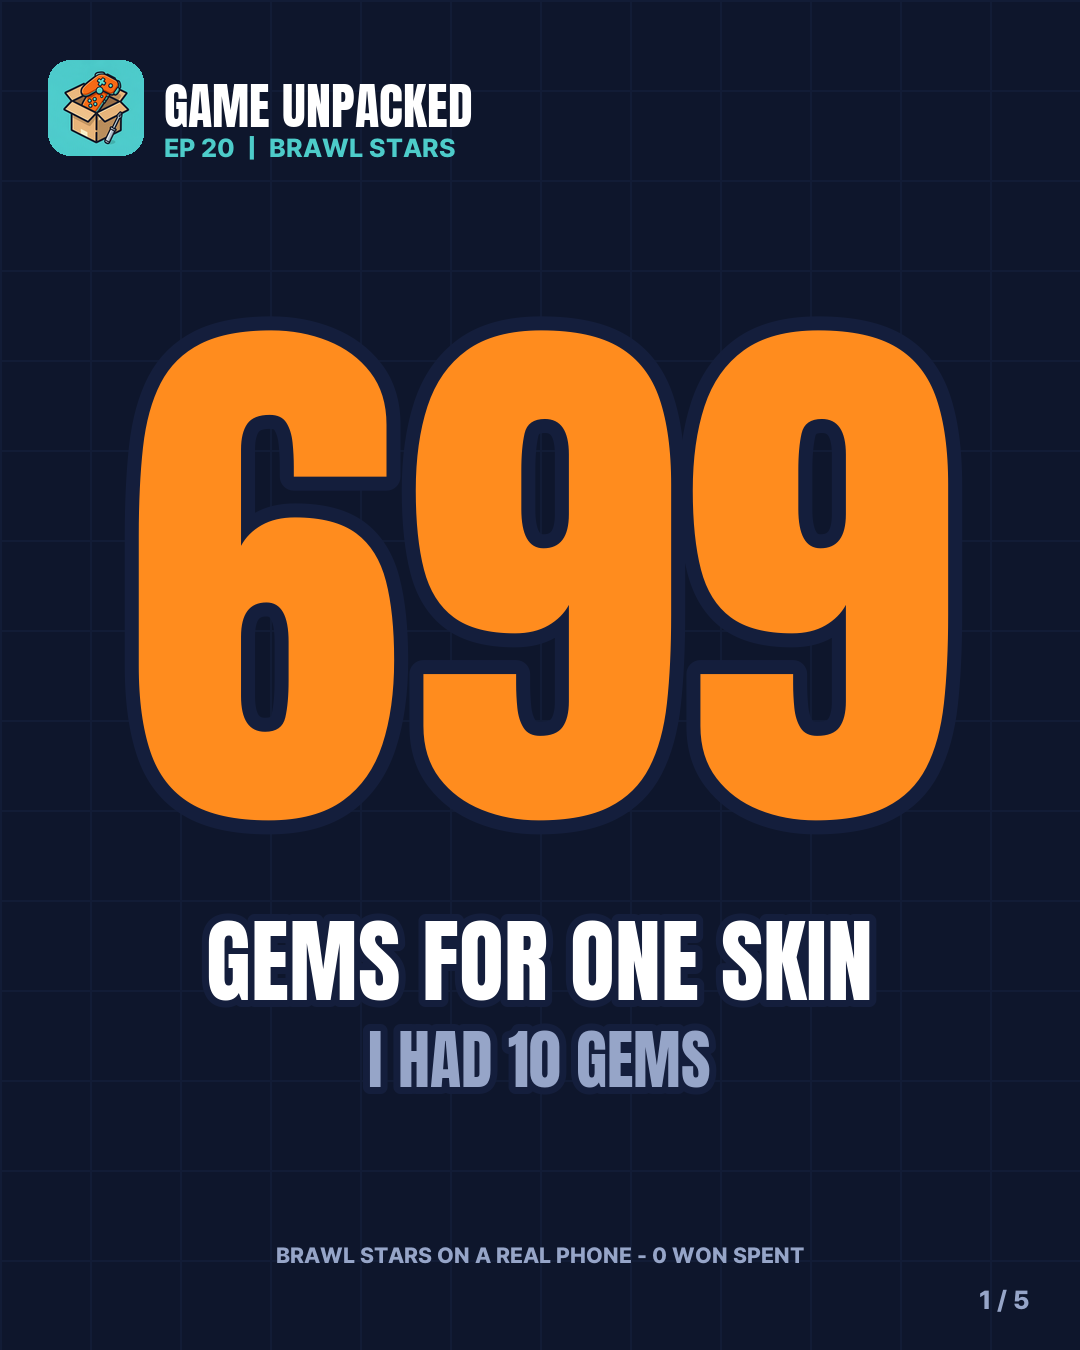 GAME UNPACKED
EP 20 | BRAWL STARS
699
GEMS FOR ONE SKIN
I HAD 10 GEMS
BRAWL STARS ON A REAL PHONE - 0 WON SPENT
1 / 5